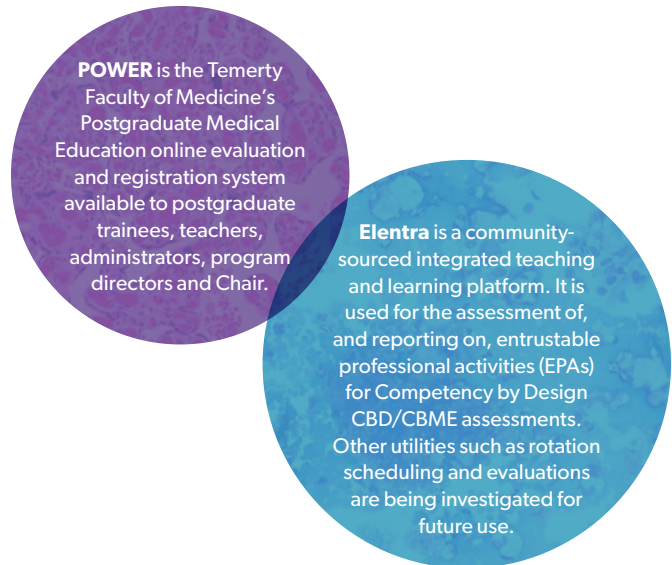 POWER is the Temerty
Faculty of Medicine's
Postgraduate Medical
Education online evaluation
and registration system
available to postgraduate
trainees, teachers,
administrators, program
directors and Chair.
Elentra is a community-
sourced integrated teaching
and learning platform. It is
used for the assessment of,
and reporting on, entrustable
professional activities (EPAs)
for Competency by Design
CBD/CBME assessments.
Other utilities such as rotation
scheduling and evaluations
are being investigated for
future use.